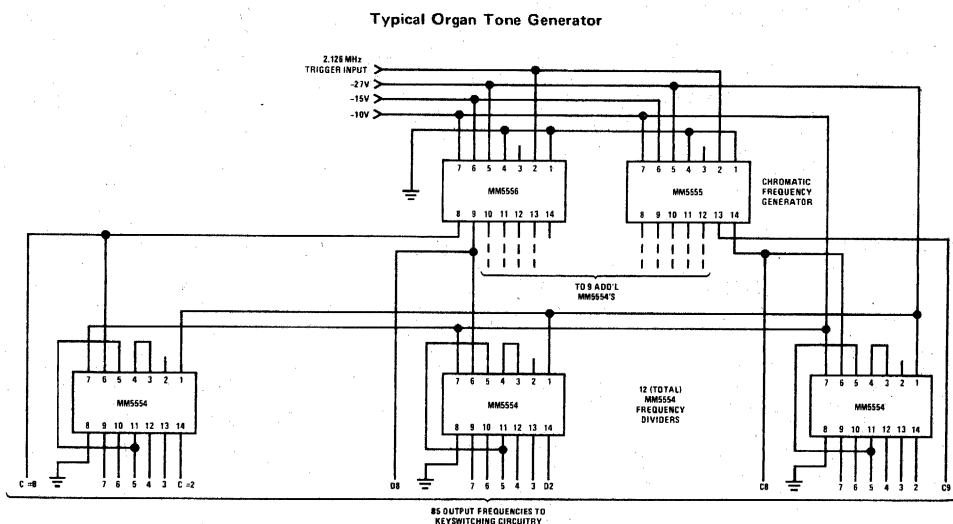 Typical Organ Tone Generator
2.126 MHz
TRIGGER INPUT
-27V
-15V
-10V
7 6 5 4 3 2 1
MM5556
8 9 10 11 12 13 14
7 6 5 4 3 2 1
MM5555
8 9 10 11 12 13 14
CHROMATIC
FREQUENCY
GENERATOR
TO 9 ADD'L
MM5554'S
7 6 5 4 3 2 1
MM5554
8 9 10 11 12 13 14
7 6 5 4 3 2 1
MM5554
8 9 10 11 12 13 14
12 (TOTAL)
MM5554
FREQUENCY
DIVIDERS
7 6 5 4 3 2 1
MM5554
8 9 10 11 12 13 14
C =8 7 6 5 4 3 C =2 D8 7 6 5 4 3 D2 C8 7 6 5 4 3 2 C9
85 OUTPUT FREQUENCIES TO
KEYSWITCHING CIRCUITRY